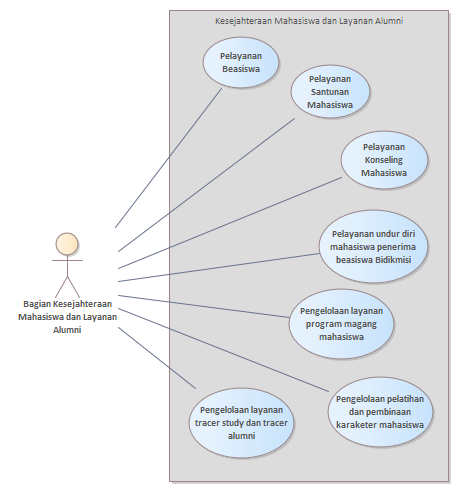 Kesejahteraan Mahasiswa dan Layanan Alumni
Pelayanan
Beasiswa
Pelayanan
Santunan
Mahasiswa
Pelayanan
Konseling
Mahasiswa
Pelayanan undur diri
mahasiswa penerima
beasiswa Bidikmisi
Bagian Kesejahteraan
Mahasiswa dan Layanan
Alumni
Pengelolaan layanan
program magang
mahasiswa
Pengelolaan pelatihan
dan pembinaan
karaketer mahasiswa
Pengelolaan layanan
tracer study dan tracer
alumni